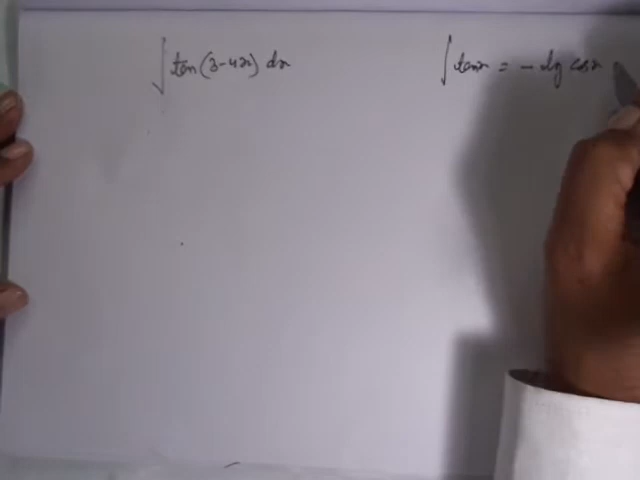 ∫ tan(3-4x) dx
∫ tanx = - log cosx